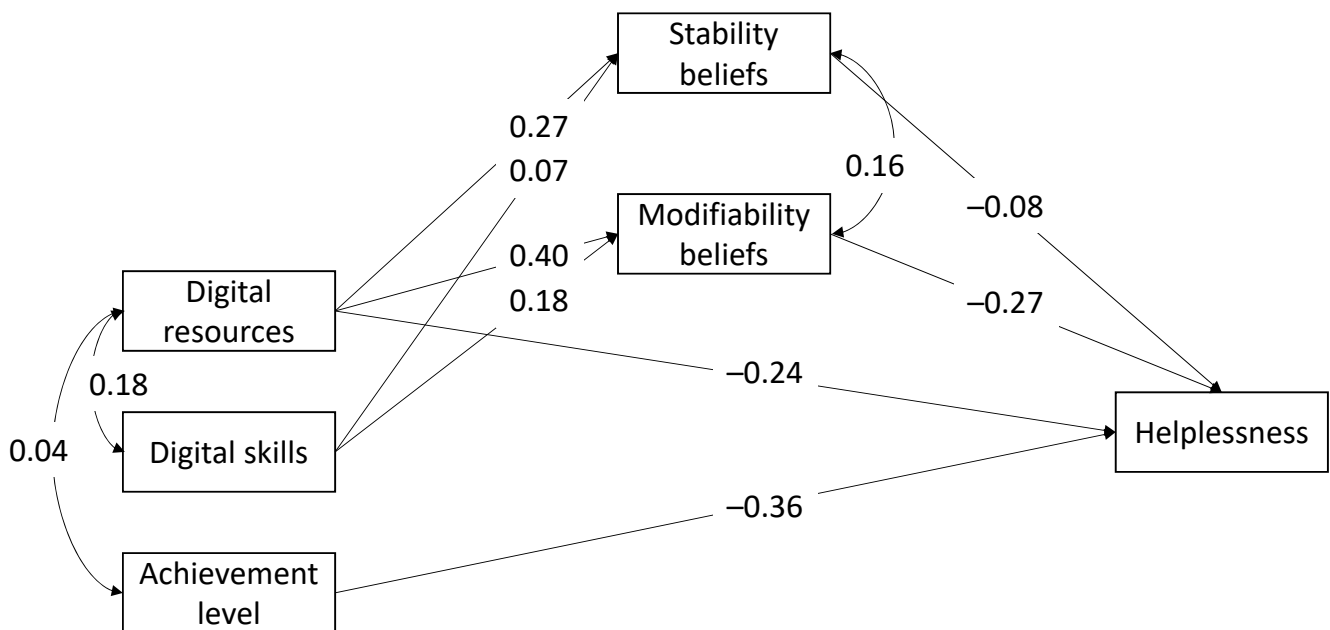 Stability
beliefs
0.27
0.07
0.16
Modifiability
beliefs
–0.08
0.40
0.18
–0.27
Digital
resources
0.18
–0.24
0.04
Digital skills
Helplessness
–0.36
Achievement
level